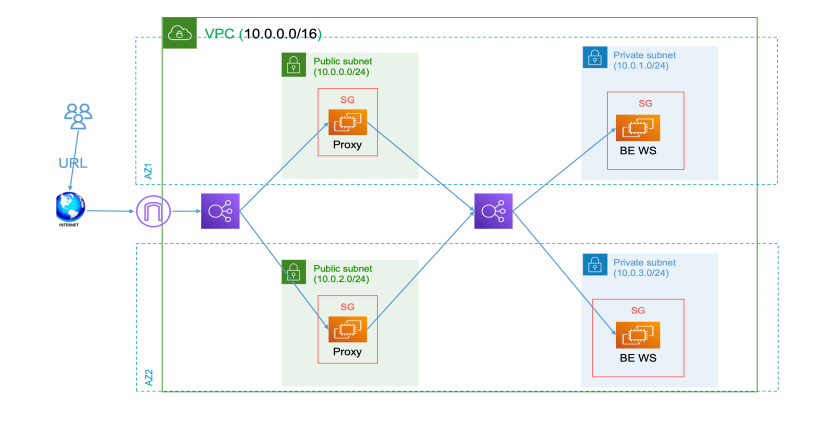 VPC (10.0.0.0/16)
Public subnet
(10.0.0.0/24)
SG
Proxy
Private subnet
(10.0.1.0/24)
SG
BE WS
AZ1
URL
INTERNET
Public subnet
(10.0.2.0/24)
SG
Proxy
Private subnet
(10.0.3.0/24)
SG
BE WS
AZ2